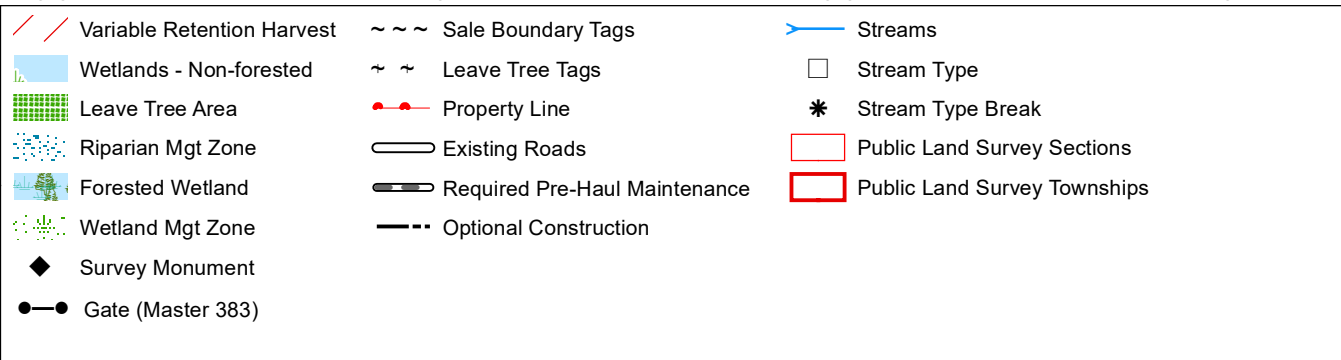 Variable Retention Harvest
Wetlands - Non-forested
Leave Tree Area
Riparian Mgt Zone
Forested Wetland
Wetland Mgt Zone
Survey Monument
Gate (Master 383)
Sale Boundary Tags
Leave Tree Tags
Property Line
Existing Roads
Required Pre-Haul Maintenance
Optional Construction
Streams
Stream Type
Stream Type Break
Public Land Survey Sections
Public Land Survey Townships